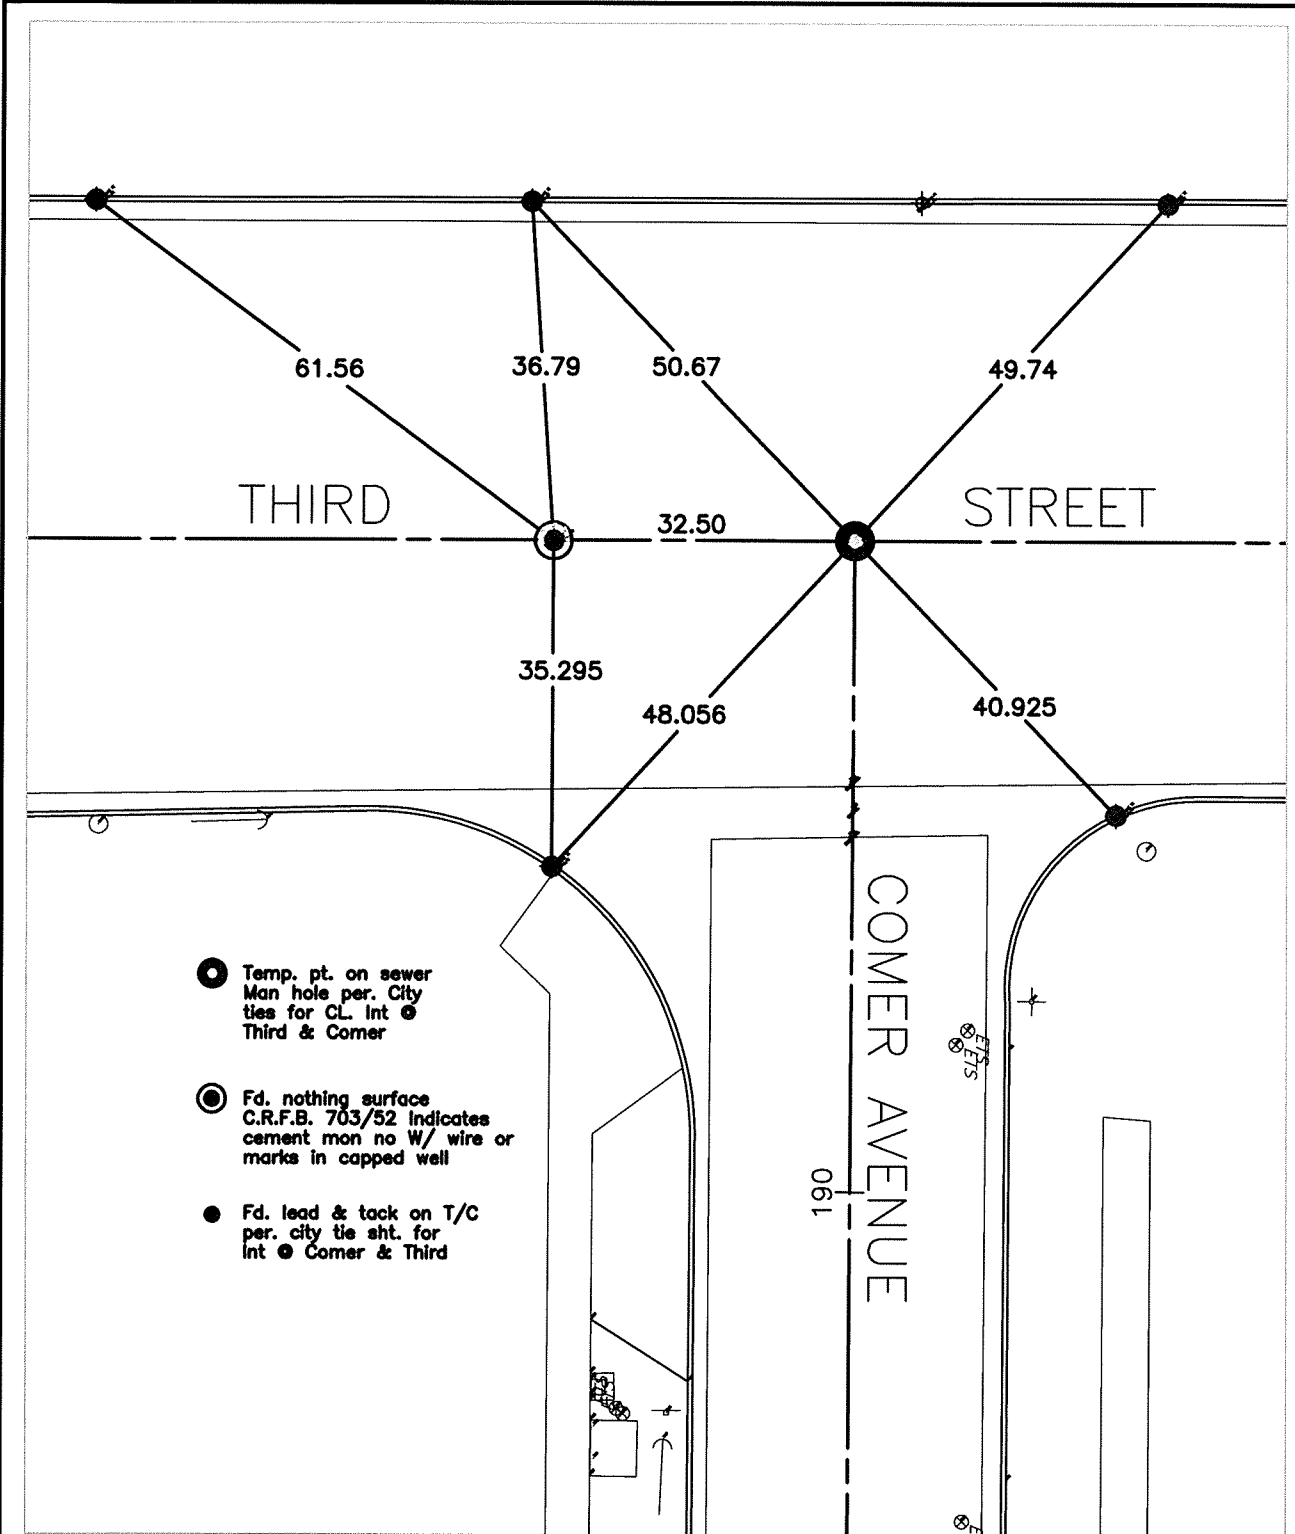 61.56
36.79
50.67
49.74
THIRD
32.50
STREET
35.295
48.056
40.925
COMER AVENUE
Temp. pt. on sewer
Man hole per. City
ties for CL. Int @
Third & Comer
ETS
ETS
Fd. nothing surface
C.R.F.B. 703/52 Indicates
cement mon no W/ wire or
marks in capped well
190
Fd. lead & tack on T/C
per. city tie sht. for
Int @ Comer & Third
E